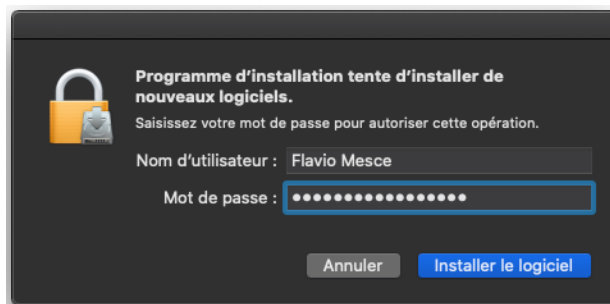 Programme d'installation tente d'installer de
nouveaux logiciels.
Saisissez votre mot de passe pour autoriser cette opération.
Nom d'utilisateur : Flavio Mesce
Mot de passe : •••••••••••••••••
Annuler Installer le logiciel